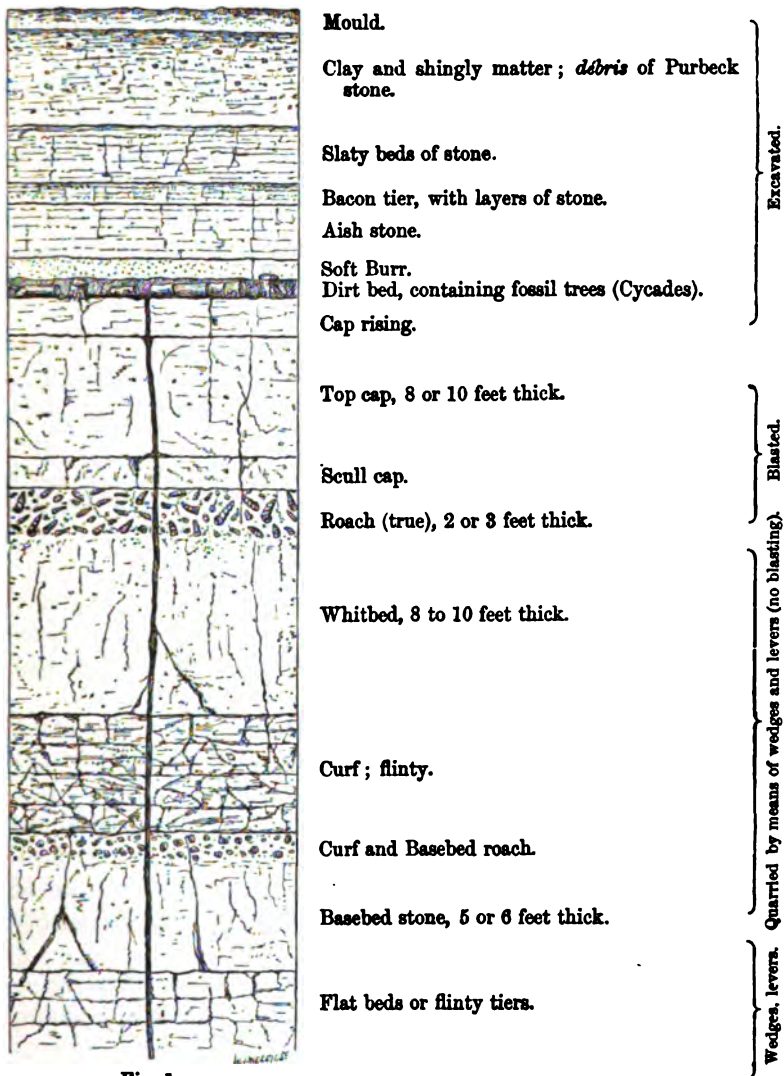 Mould.
Clay and shingly matter; débris of Purbeck
stone.
Slaty beds of stone.
Bacon tier, with layers of stone.
Aish stone.
Soft Burr.
Dirt bed, containing fossil trees (Cycades).
Cap rising.
Excavated.
Top cap, 8 or 10 feet thick.
Scull cap.
Roach (true), 2 or 3 feet thick.
Blasted.
Whitbed, 8 to 10 feet thick.
Curf; flinty.
Curf and Basebed roach.
Basebed stone, 5 or 6 feet thick.
Quarried by means of wedges and levers (no blasting).
Flat beds or flinty tiers.
Wedges, levers.